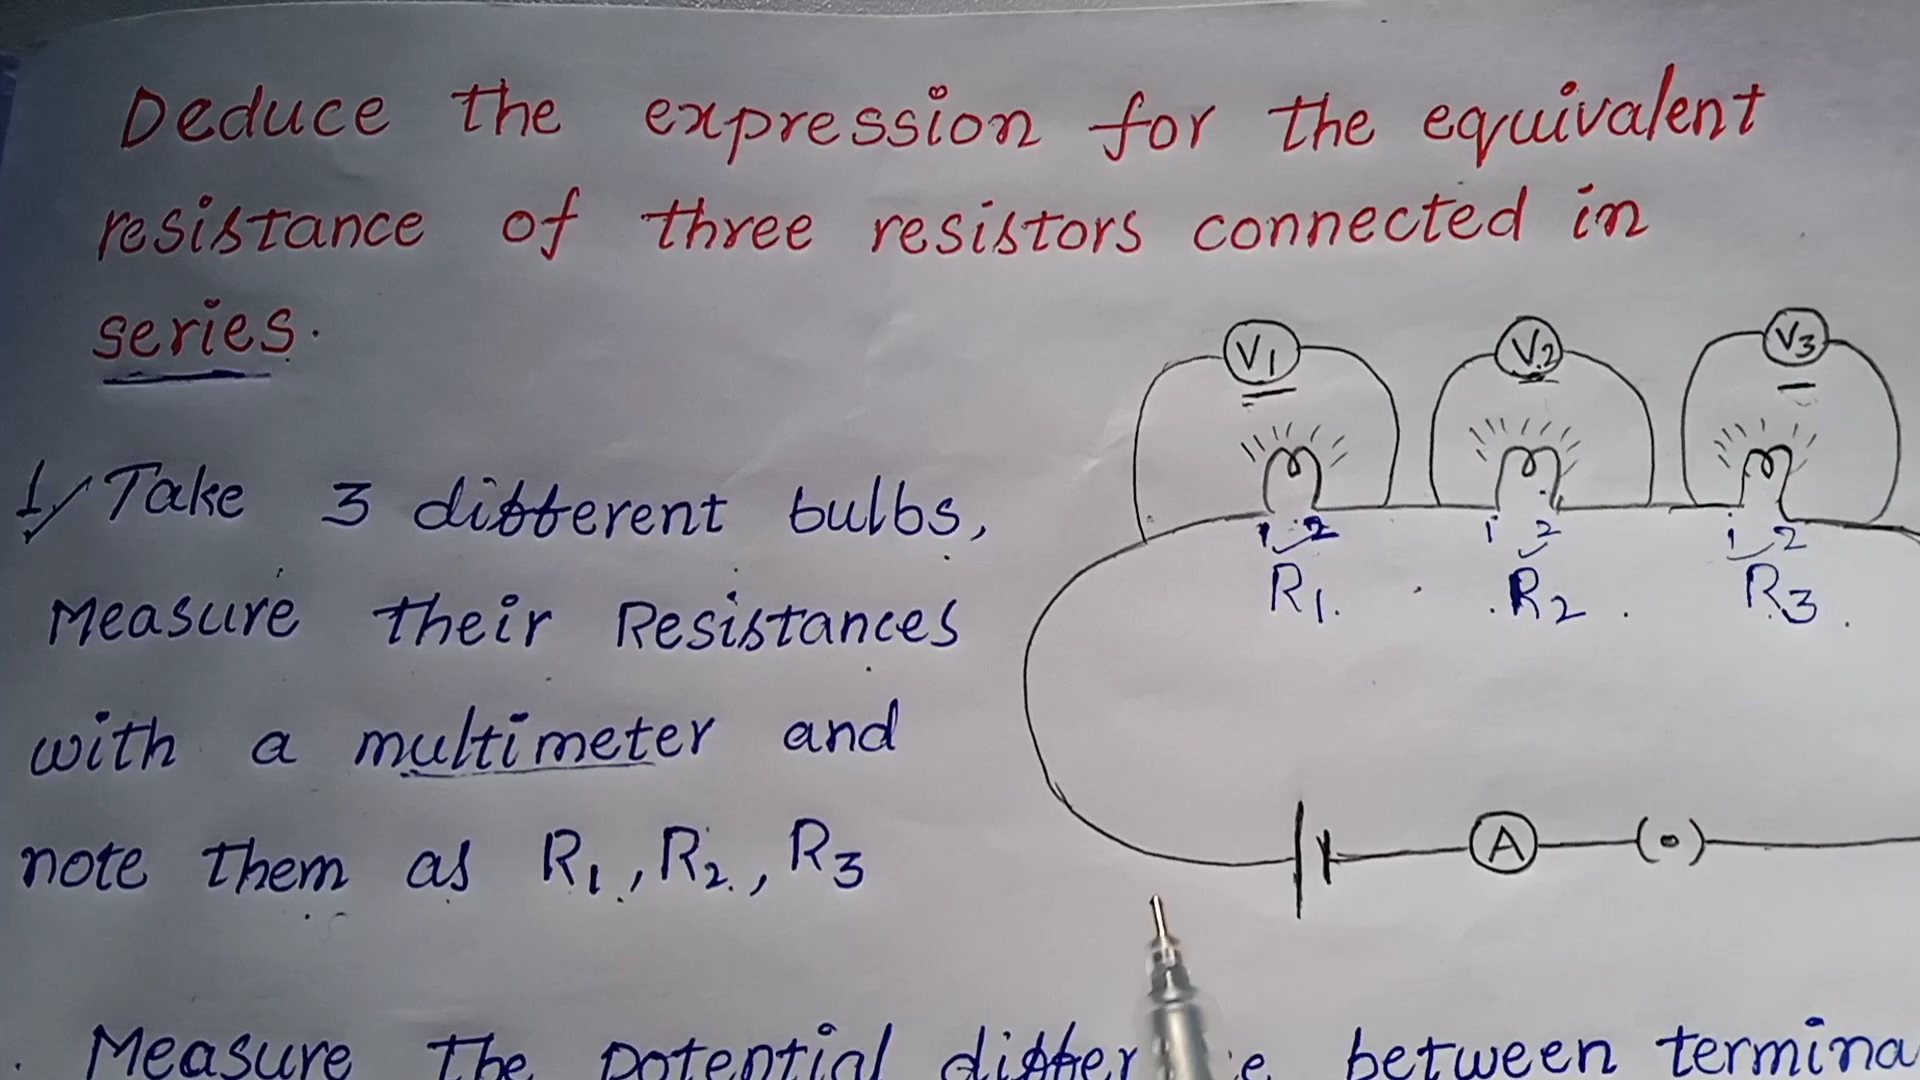 Deduce the expression for the equivalent
resistance of three resistors connected in
series.
V1 V2 V3
1/ Take 3 different bulbs,
1 2 1 2 1 2
R1. R2 R3
Measure their Resistances
with a multimeter and
note them as R1, R2, R3
A
Measure the potential between